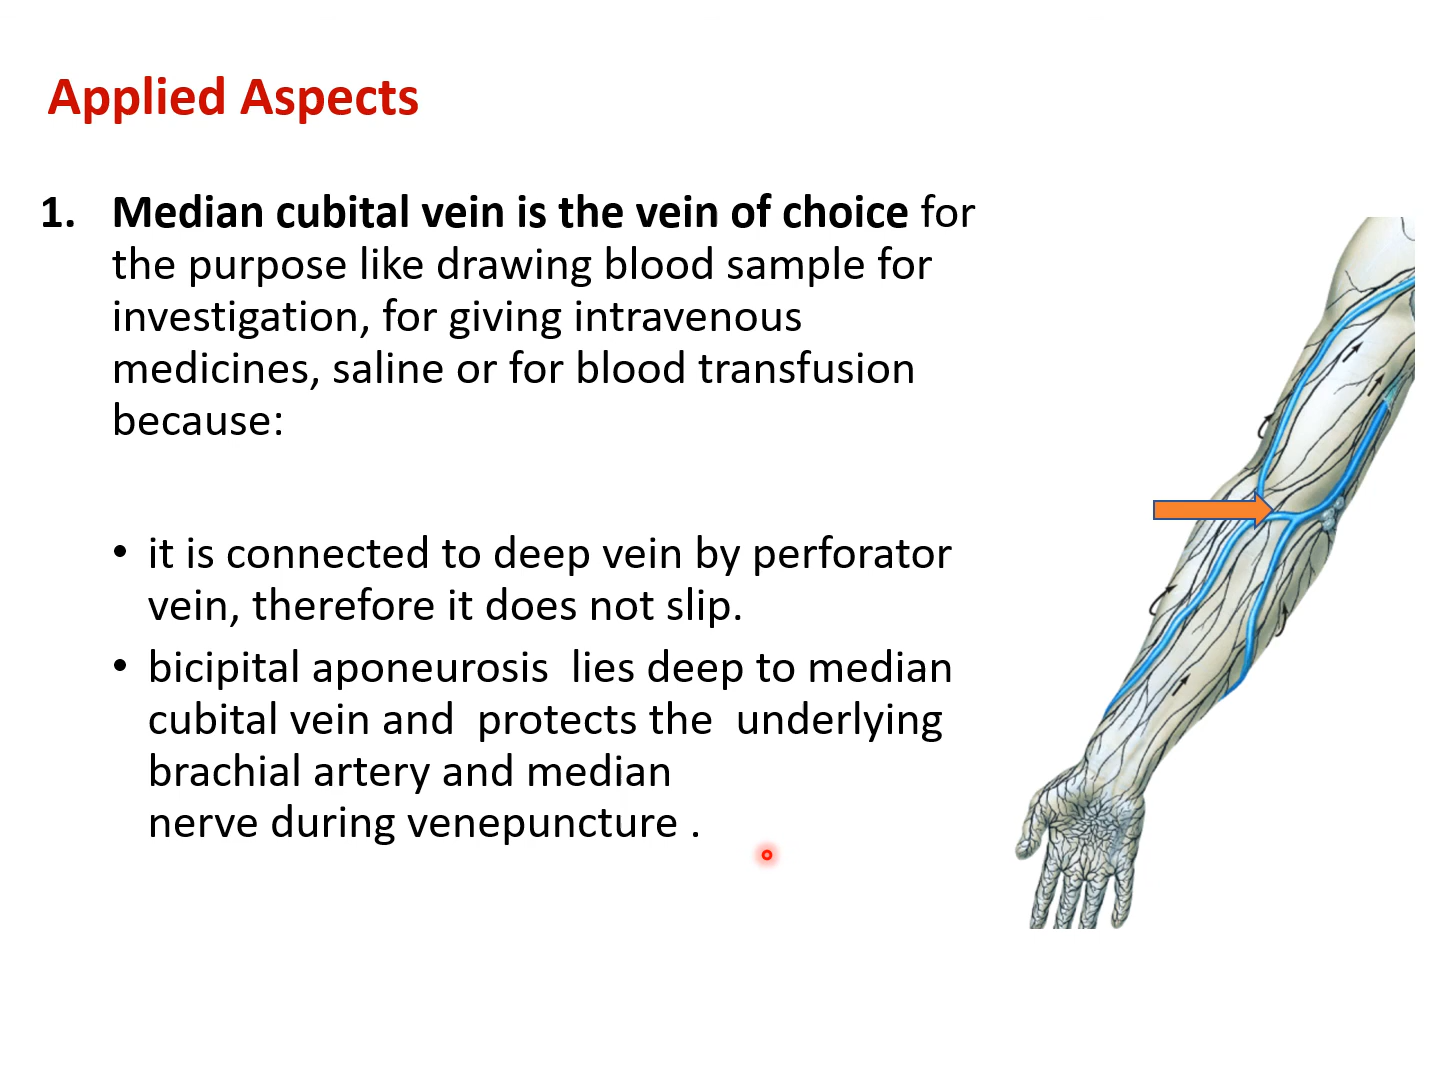 Applied Aspects
1. Median cubital vein is the vein of choice for
the purpose like drawing blood sample for
investigation, for giving intravenous
medicines, saline or for blood transfusion
because:
• it is connected to deep vein by perforator
vein, therefore it does not slip.
• bicipital aponeurosis  lies deep to median
cubital vein and  protects the  underlying
brachial artery and median
nerve during venepuncture .